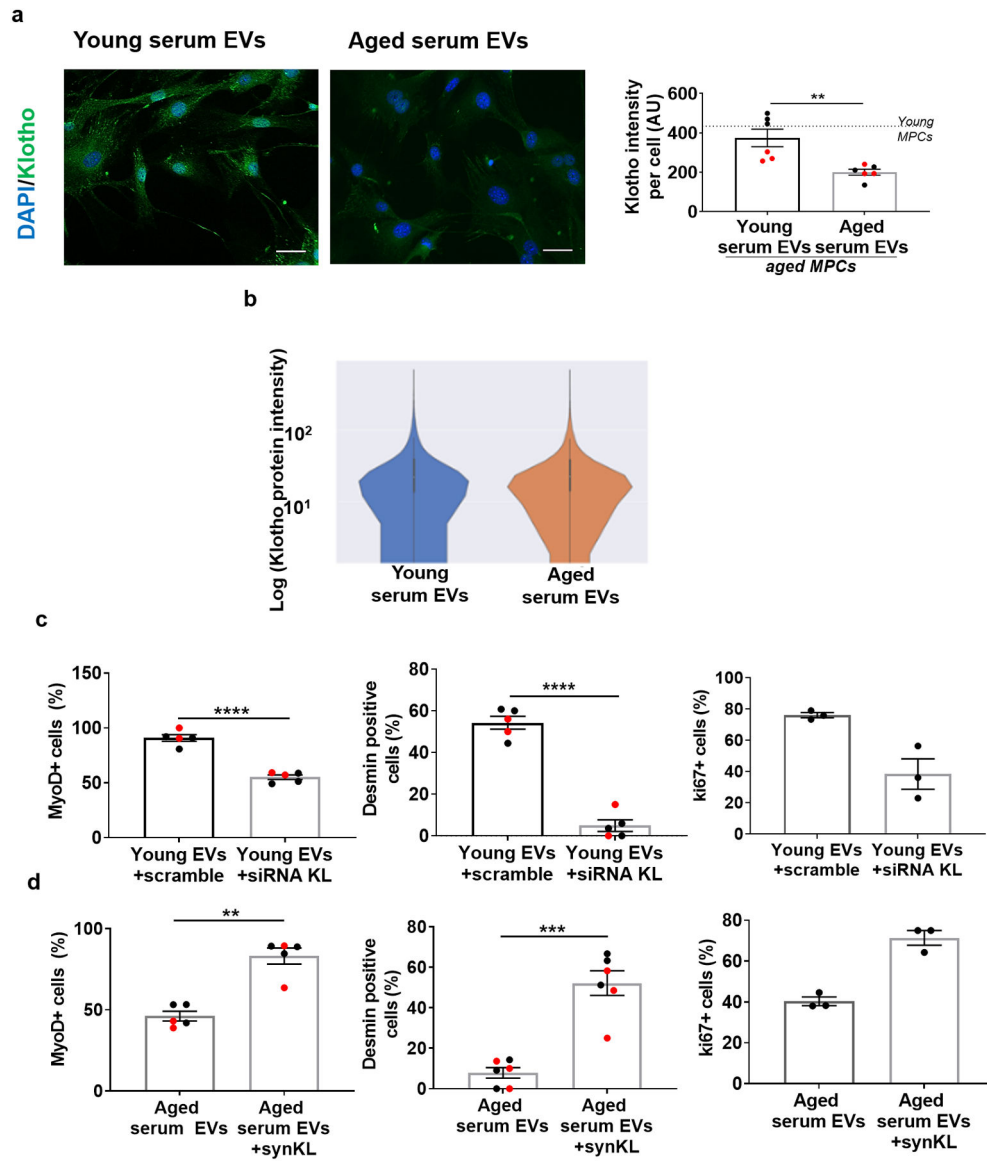 a
Young serum EVs
Aged serum EVs
DAPI/Klotho
Klotho intensity
per cell (AU)
600
400
200
0
**
Young
MPCs
Young
serum EVs
Aged
serum EVs
aged MPCs
b
Log (Klotho protein intensity)
10²
10¹
Young
serum EVs
Aged
serum EVs
c
MyoD+ cells (%)
150
100
50
0
****
Young EVs
+scramble
Young EVs
+siRNA KL
Desmin positive
cells (%)
80
60
40
20
0
****
Young EVs
+scramble
Young EVs
+siRNA KL
ki67+ cells (%)
100
80
60
40
20
0
Young EVs
+scramble
Young EVs
+siRNA KL
d
MyoD+ cells (%)
100
50
0
**
Aged
serum EVs
Aged
serum EVs
+synKL
Desmin positive
cells (%)
80
60
40
20
0
***
Aged
serum EVs
Aged
serum EVs
+synKL
ki67+ cells (%)
80
60
40
20
0
Aged
serum EVs
Aged
serum EVs
+synKL